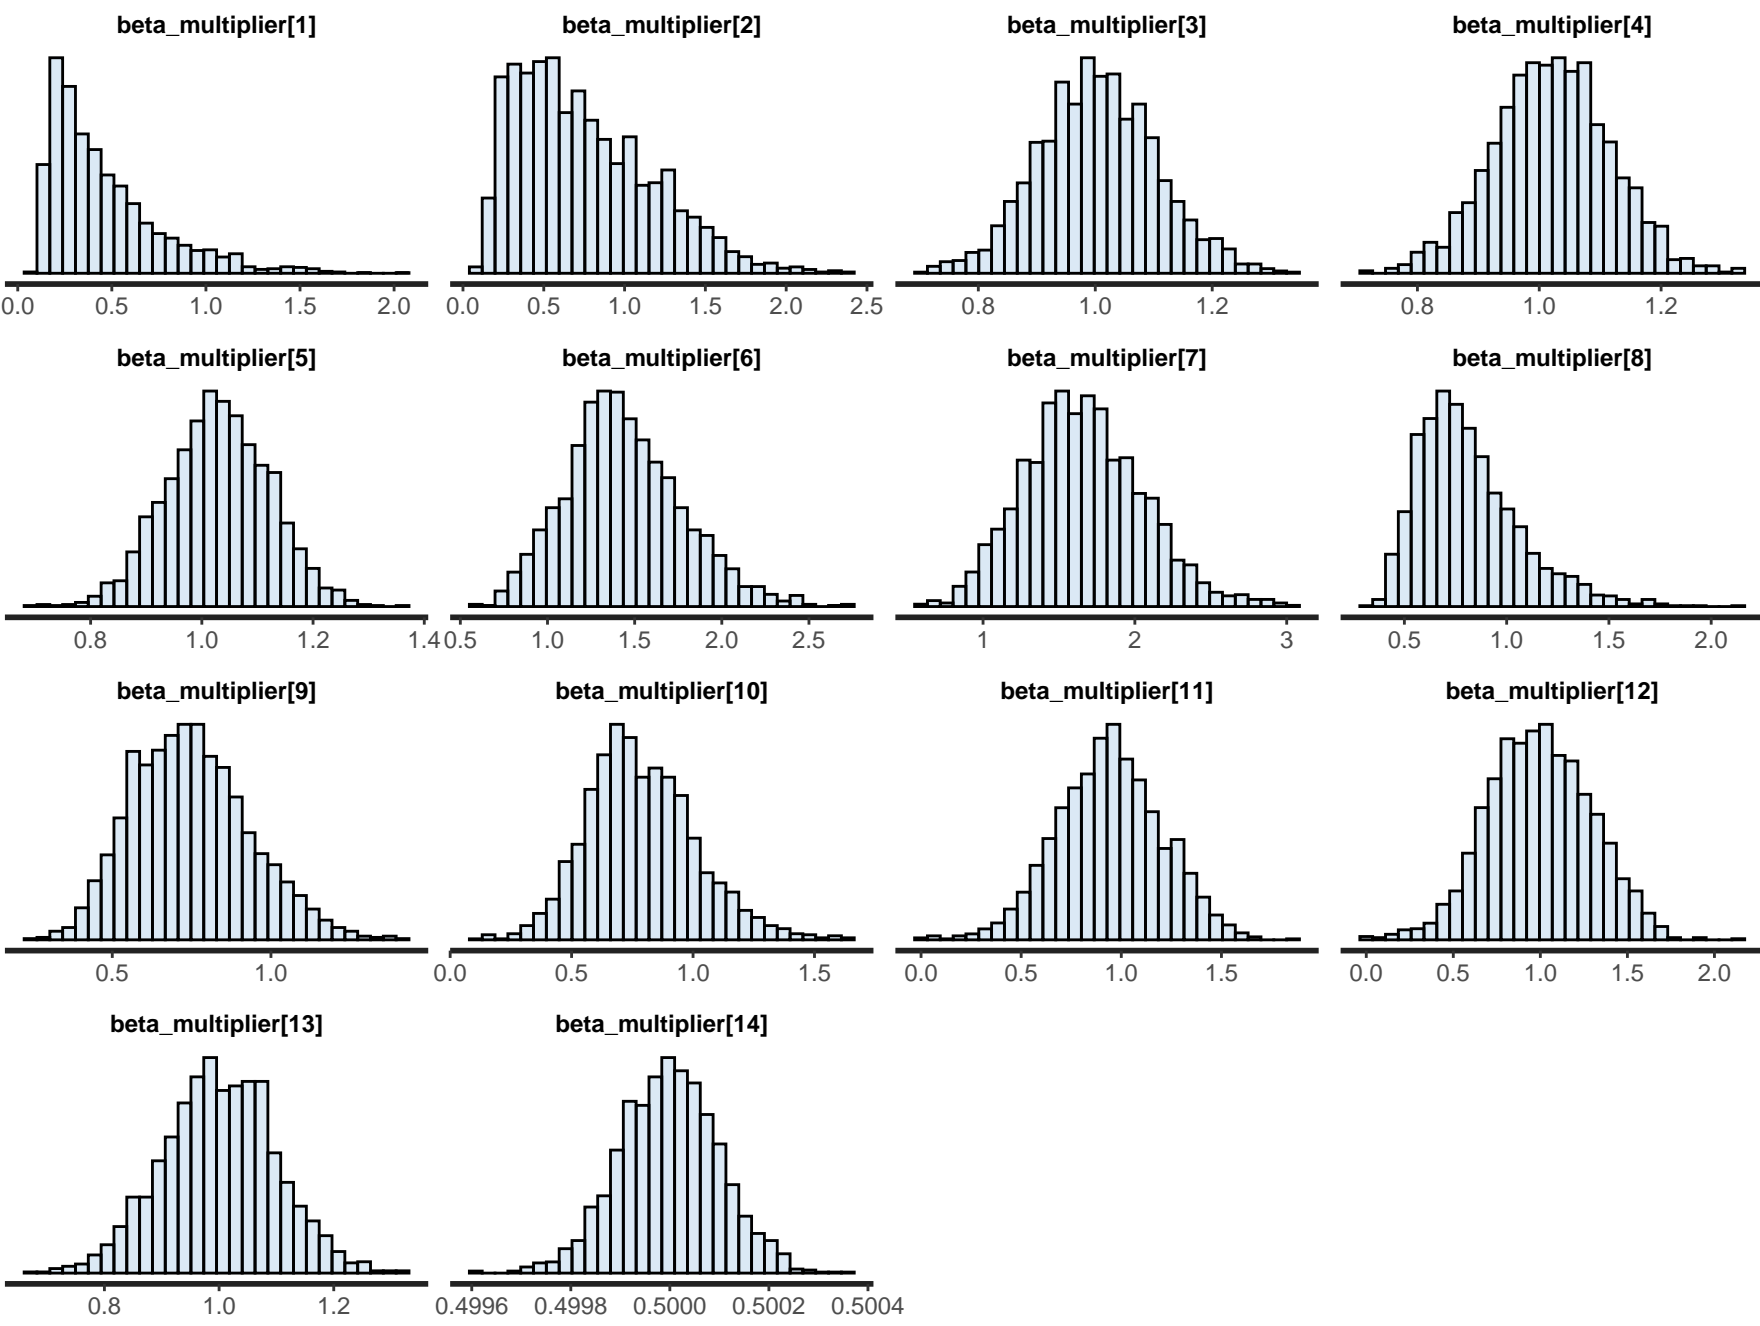 beta_multiplier[1] beta_multiplier[2] beta_multiplier[3] beta_multiplier[4]
0.0 0.5 1.0 1.5 2.0 0.0 0.5 1.0 1.5 2.0 2.5 0.8 1.0 1.2 0.8 1.0 1.2
beta_multiplier[5] beta_multiplier[6] beta_multiplier[7] beta_multiplier[8]
0.8 1.0 1.2 1.4 0.5 1.0 1.5 2.0 2.5 1 2 3 0.5 1.0 1.5 2.0
beta_multiplier[9] beta_multiplier[10] beta_multiplier[11] beta_multiplier[12]
0.5 1.0 0.0 0.5 1.0 1.5 0.0 0.5 1.0 1.5 0.0 0.5 1.0 1.5 2.0
beta_multiplier[13] beta_multiplier[14]
0.8 1.0 1.2 0.4996 0.4998 0.5000 0.5002 0.5004